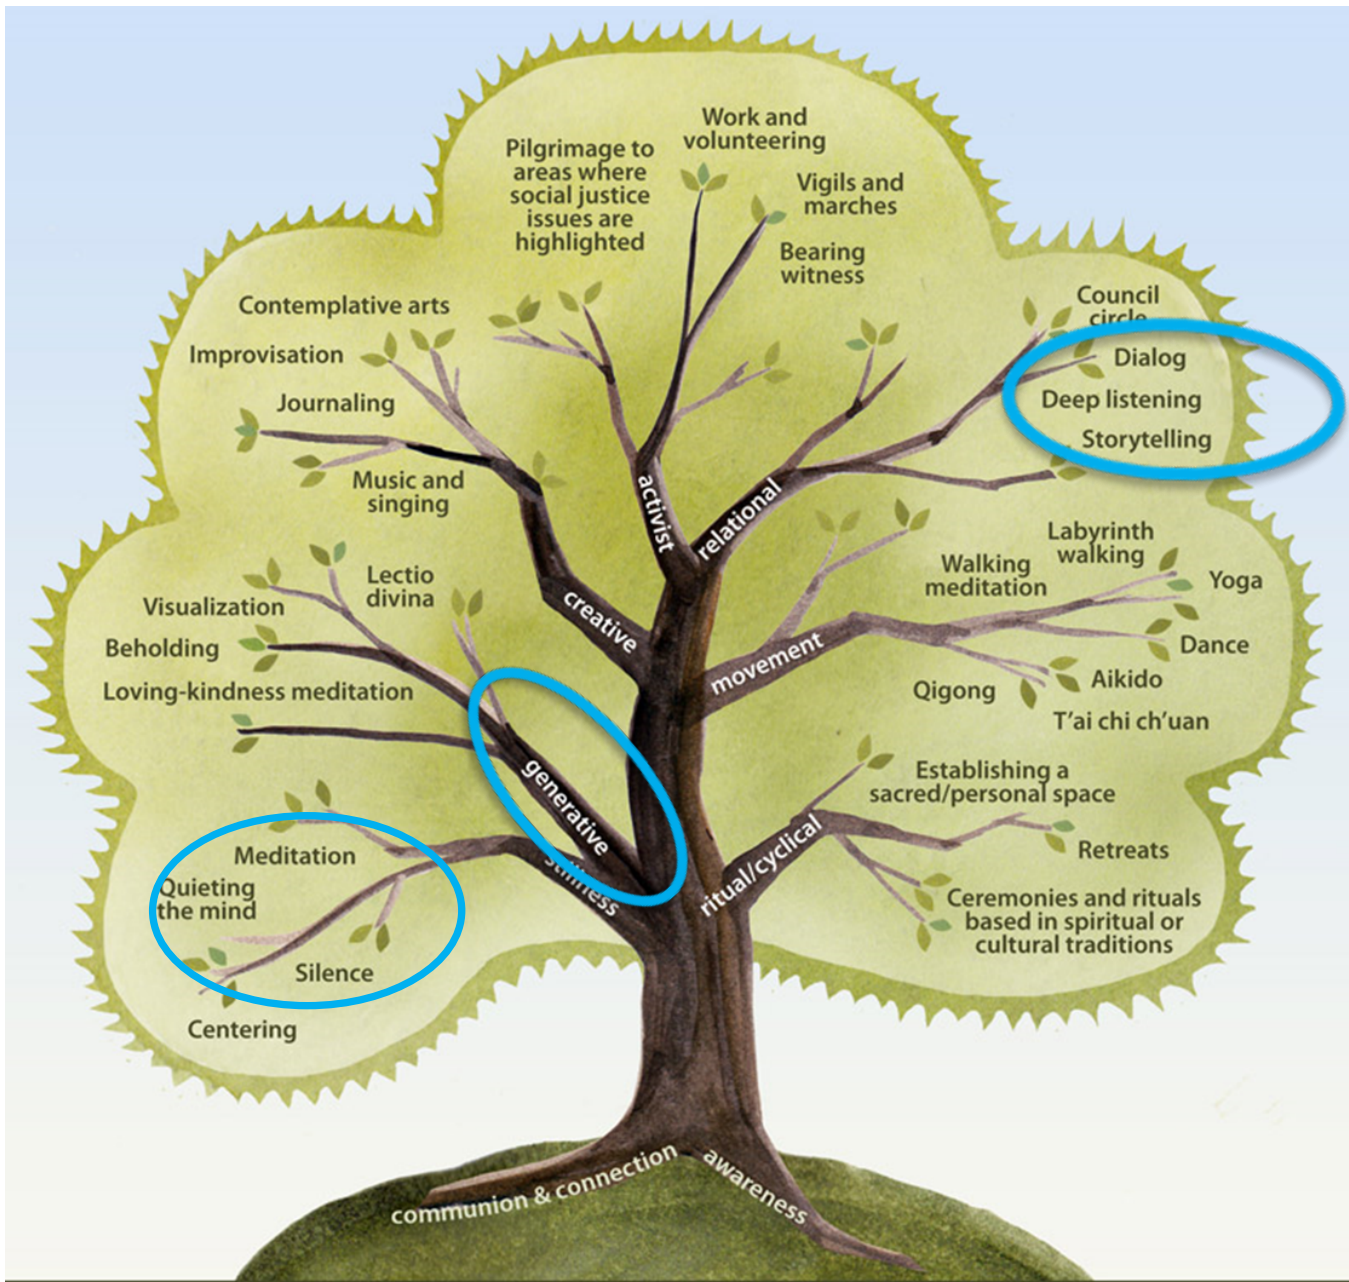 Work and
volunteering
Pilgrimage to
areas where
social justice
issues are
highlighted
Vigils and
marches
Bearing
witness
Contemplative arts
Improvisation
Journaling
Music and
singing
Council
circle
Dialog
Deep listening
Storytelling
activist
relational
Lectio
divina
Visualization
Beholding
Loving-kindness meditation
creative
movement
Labyrinth
walking
Walking
meditation
Yoga
Dance
Aikido
Qigong
T'ai chi ch'uan
generative
stillness
ritual/cyclical
Establishing a
sacred/personal space
Retreats
Ceremonies and rituals
based in spiritual or
cultural traditions
Meditation
Quieting
the mind
Silence
Centering
communion & connection
awareness